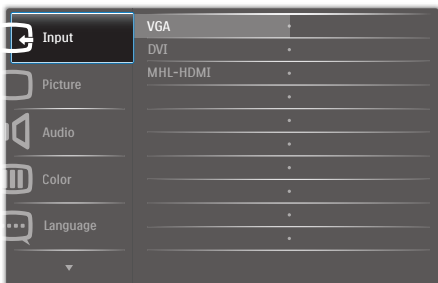 Input
Picture
Audio
Color
Language
VGA
DVI
MHL-HDMI